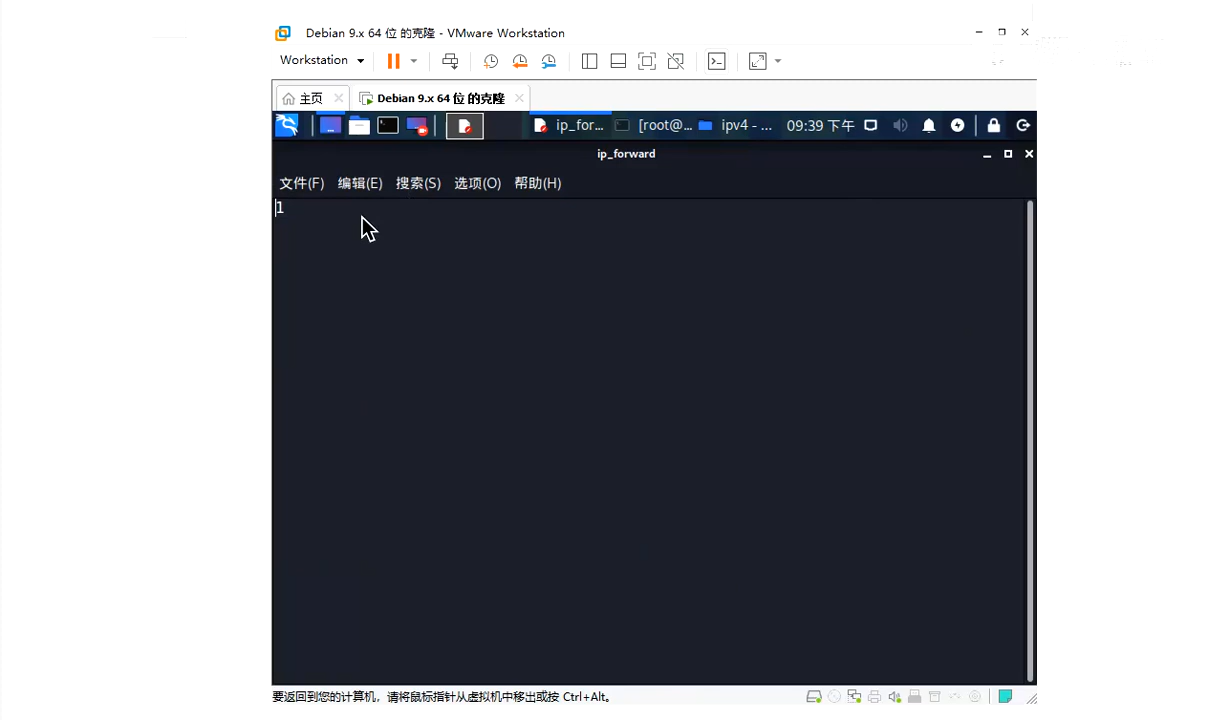 Debian 9.x 64 位 的克隆 - VMware Workstation
Workstation
主页
Debian 9.x 64 位 的克隆
ip_for...
[root@...
ipv4 - ...
09:39 下午
ip_forward
文件(F) 编辑(E) 搜索(S) 选项(O) 帮助(H)
1
要返回到您的计算机，请将鼠标指针从虚拟机中移出或按 Ctrl+Alt。